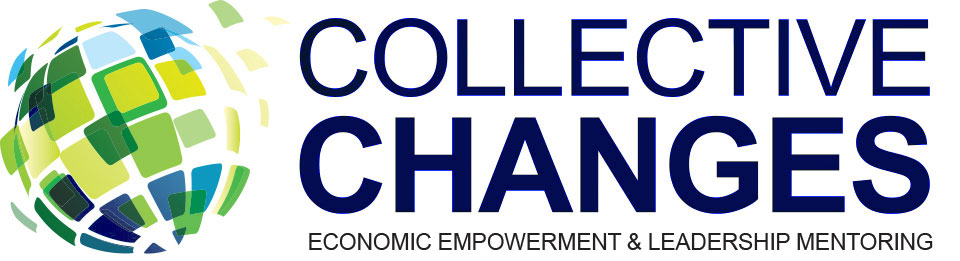 COLLECTIVE
CHANGES
ECONOMIC EMPOWERMENT & LEADERSHIP MENTORING